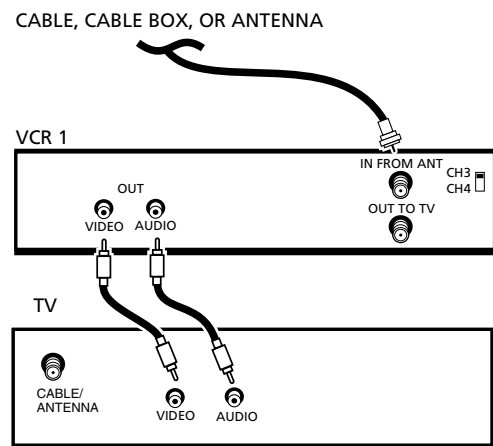 CABLE, CABLE BOX, OR ANTENNA
VCR 1
IN FROM ANT
CH3
CH4
OUT
OUT TO TV
VIDEO
AUDIO
TV
CABLE/
ANTENNA
VIDEO
AUDIO